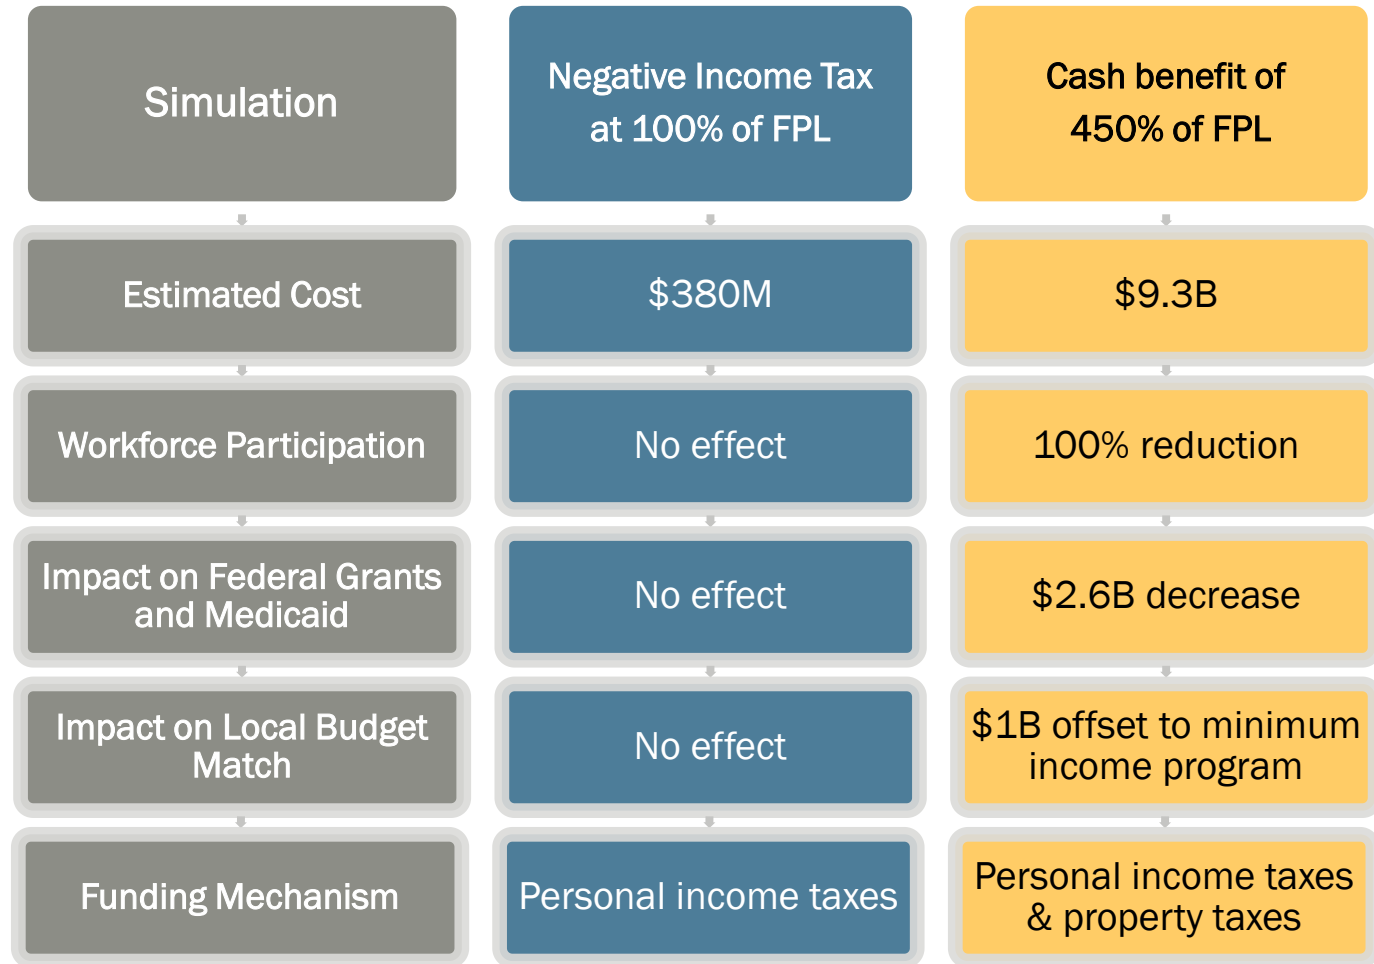 Simulation
Negative Income Tax
at 100% of FPL
Cash benefit of
450% of FPL
Estimated Cost
$380M
$9.3B
Workforce Participation
No effect
100% reduction
Impact on Federal Grants
and Medicaid
No effect
$2.6B decrease
Impact on Local Budget
Match
No effect
$1B offset to minimum
income program
Funding Mechanism
Personal income taxes
Personal income taxes
& property taxes